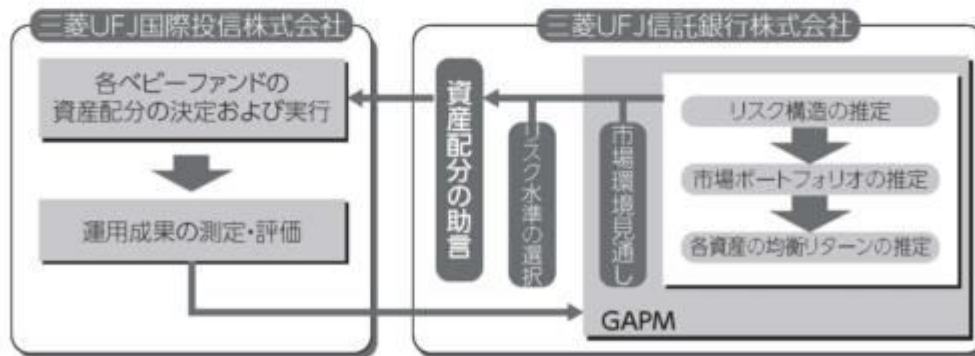 三菱UFJ国際投信株式会社
各ベビーファンドの
資産配分の決定および実行
運用成果の測定・評価
三菱UFJ信託銀行株式会社
資産配分の助言
リスク水準の選択
市場環境見通し
リスク構造の推定
市場ポートフォリオの推定
各資産の均衡リターンの推定
GAPM